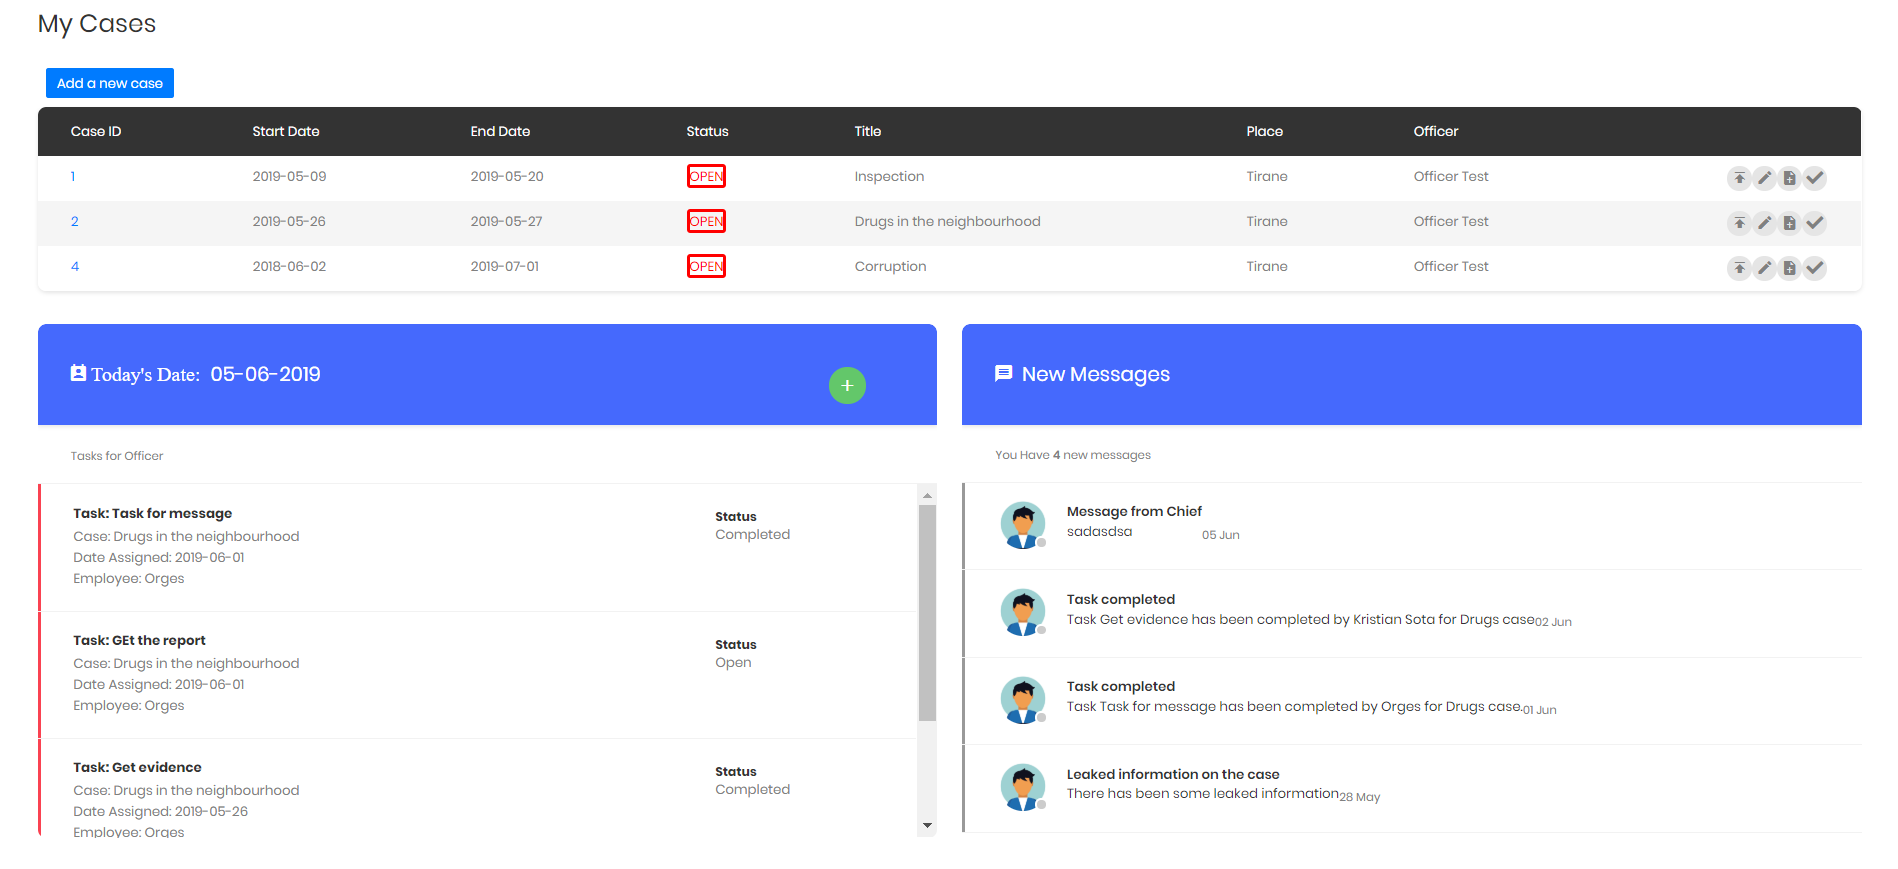 My Cases
Add a new case
Case ID Start Date End Date Status Title Place Officer
1 2019-05-09 2019-05-20 OPEN Inspection Tirane Officer Test
2 2019-05-26 2019-05-27 OPEN Drugs in the neighbourhood Tirane Officer Test
4 2018-06-02 2019-07-01 OPEN Corruption Tirane Officer Test
Today's Date: 05-06-2019
+
Tasks for Officer
Task: Task for message
Case: Drugs in the neighbourhood
Date Assigned: 2019-06-01
Employee: Orges
Status
Completed
Task: GEt the report
Case: Drugs in the neighbourhood
Date Assigned: 2019-06-01
Employee: Orges
Status
Open
Task: Get evidence
Case: Drugs in the neighbourhood
Date Assigned: 2019-05-26
Employee: Orges
Status
Completed
New Messages
You Have 4 new messages
Message from Chief
sadasdsa 05 Jun
Task completed
Task Get evidence has been completed by Kristian Sota for Drugs case02 Jun
Task completed
Task Task for message has been completed by Orges for Drugs case.01 Jun
Leaked information on the case
There has been some leaked information28 May